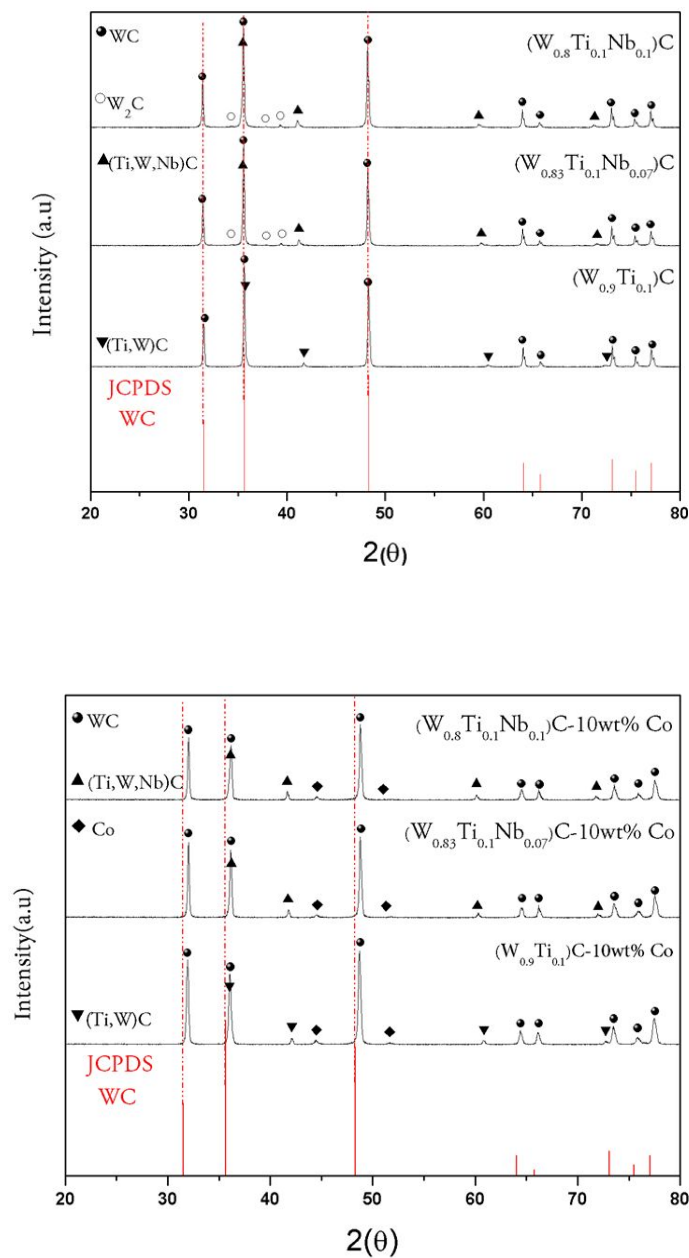 WC
(W0.8Ti0.1Nb0.1)C
W2C
(Ti,W,Nb)C
(W0.83Ti0.1Nb0.07)C
(W0.9Ti0.1)C
(Ti,W)C
JCPDS
WC
Intensity (a.u)
20 30 40 50 60 70 80
2(θ)
WC
(W0.8Ti0.1Nb0.1)C-10wt% Co
(Ti,W,Nb)C
Co
(W0.83Ti0.1Nb0.07)C-10wt% Co
(W0.9Ti0.1)C-10wt% Co
(Ti,W)C
JCPDS
WC
Intensity(a.u)
20 30 40 50 60 70 80
2(θ)